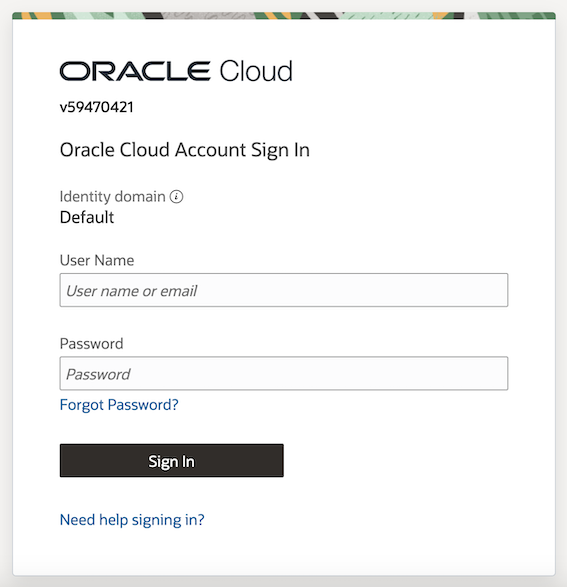 ORACLE Cloud
v59470421
Oracle Cloud Account Sign In
Identity domain
Default
User Name
User name or email
Password
Password
Forgot Password?
Sign In
Need help signing in?